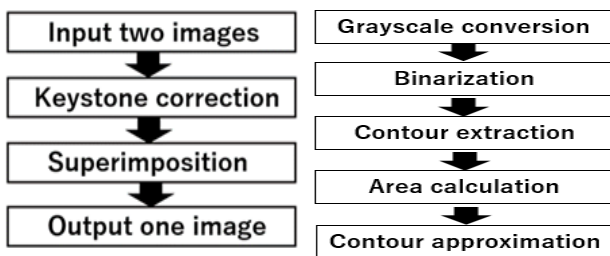 Input two images
Keystone correction
Superimposition
Output one image
Grayscale conversion
Binarization
Contour extraction
Area calculation
Contour approximation